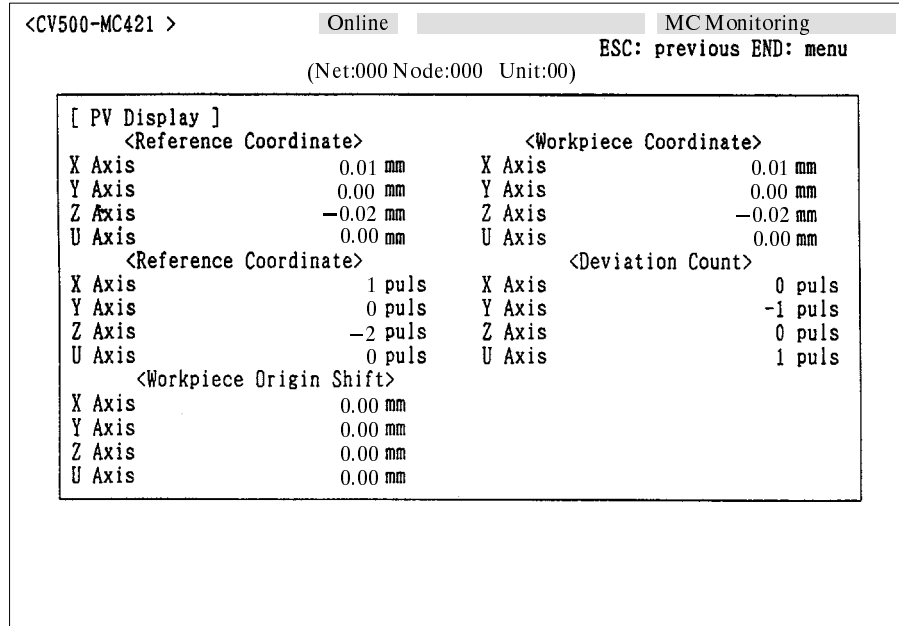 <CV500-MC421 > Online MC Monitoring
ESC: previous END: menu
(Net:000 Node:000 Unit:00)
[ PV Display ]
<Reference Coordinate> <Workpiece Coordinate>
X Axis 0.01 mm X Axis 0.01 mm
Y Axis 0.00 mm Y Axis 0.00 mm
Z Axis −0.02 mm Z Axis −0.02 mm
U Axis 0.00 mm U Axis 0.00 mm
<Reference Coordinate> <Deviation Count>
X Axis 1 puls X Axis 0 puls
Y Axis 0 puls Y Axis -1 puls
Z Axis −2 puls Z Axis 0 puls
U Axis 0 puls U Axis 1 puls
<Workpiece Origin Shift>
X Axis 0.00 mm
Y Axis 0.00 mm
Z Axis 0.00 mm
U Axis 0.00 mm